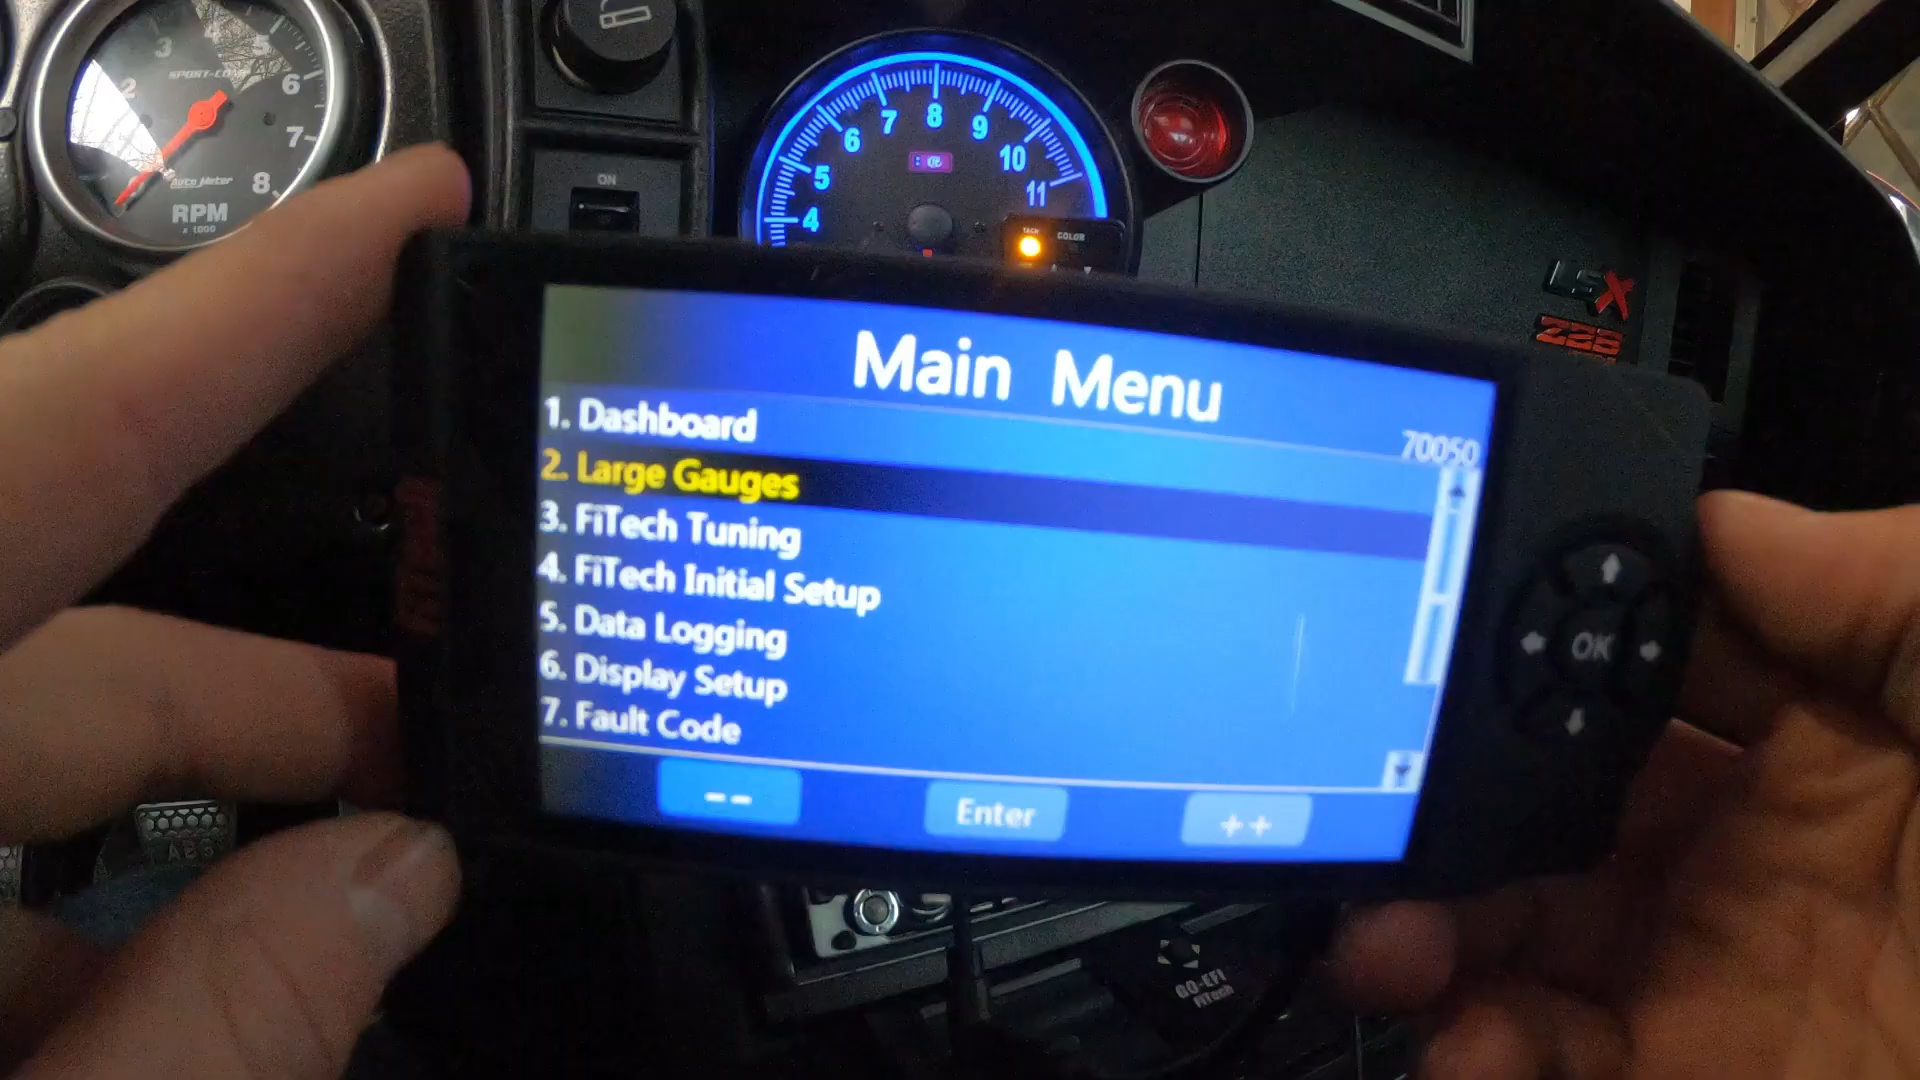 3 4 5
SPORT-COMP
2 6
7
Auto Meter
8
RPM
x 1000
ON
7 8 9
6 10
5 11
4
TACH COLOR
LSX
Z28
Main Menu
70050
1. Dashboard
2. Large Gauges
3. FiTech Tuning
4. FiTech Initial Setup
5. Data Logging
6. Display Setup
7. Fault Code
-- Enter ++
OK
ABS
GO-EFI
FiTech